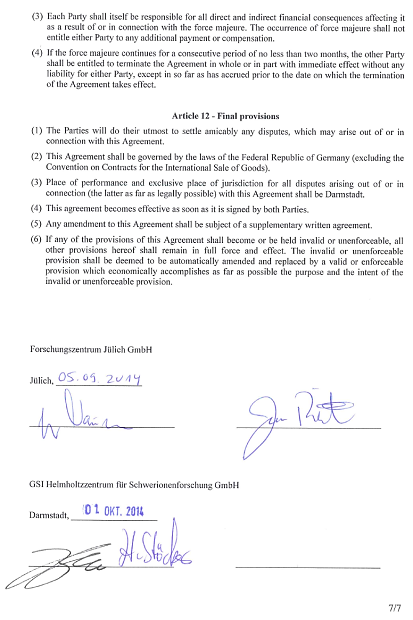 (3) Each Party shall itself be responsible for all direct and indirect financial consequences affecting it
as a result of or in connection with the force majeure. The occurrence of force majeure shall not
entitle either Party to any additional payment or compensation.
(4) If the force majeure continues for a consecutive period of no less than two months, the other Party
shall be entitled to terminate the Agreement in whole or in part with immediate effect without any
liability for either Party, except in so far as has accrued prior to the date on which the termination
of the Agreement takes effect.
Article 12 - Final provisions
(1) The Parties will do their utmost to settle amicably any disputes, which may arise out of or in
connection with this Agreement.
(2) This Agreement shall be governed by the laws of the Federal Republic of Germany (excluding the
Convention on Contracts for the International Sale of Goods).
(3) Place of performance and exclusive place of jurisdiction for all disputes arising out of or in
connection (the latter as far as legally possible) with this Agreement shall be Darmstadt.
(4) This agreement becomes effective as soon as it is signed by both Parties.
(5) Any amendment to this Agreement shall be subject of a supplementary written agreement.
(6) If any of the provisions of this Agreement shall become or be held invalid or unenforceable, all
other provisions hereof shall remain in full force and effect. The invalid or unenforceable
provision shall be deemed to be automatically amended and replaced by a valid or enforceable
provision which economically accomplishes as far as possible the purpose and the intent of the
invalid or unenforceable provision.
Forschungszentrum Jülich GmbH
Jülich, 05.09.2014
GSI Helmholtzzentrum für Schwerionenforschung GmbH
Darmstadt, 01 OKT. 2014
7/7